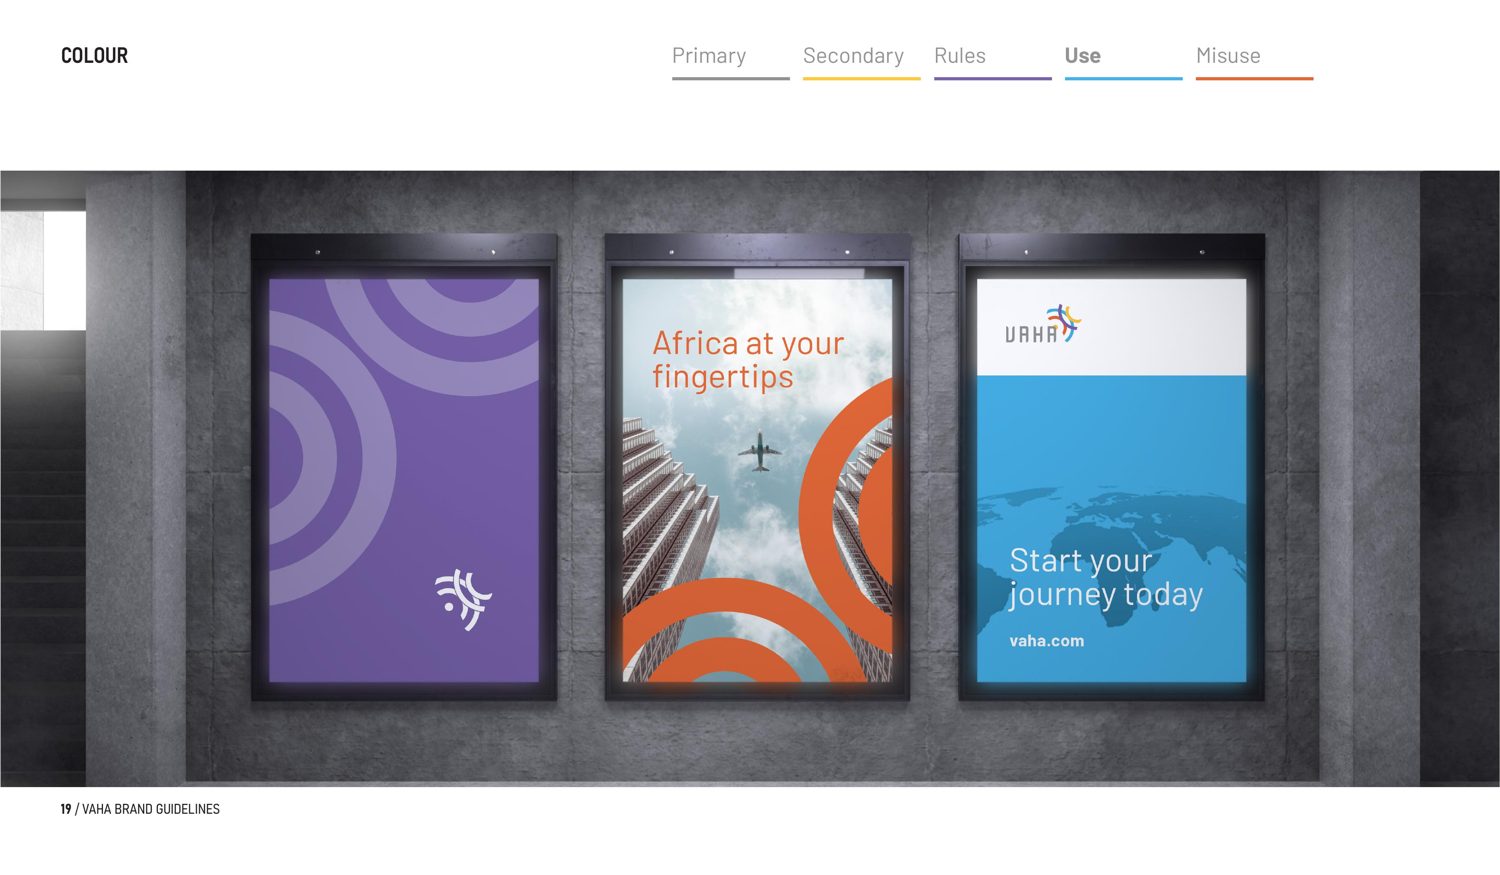 COLOUR
Primary
Secondary
Rules
Use
Misuse
Africa at your
fingertips
VAHA
Start your
journey today
vaha.com
19 / VAHA BRAND GUIDELINES